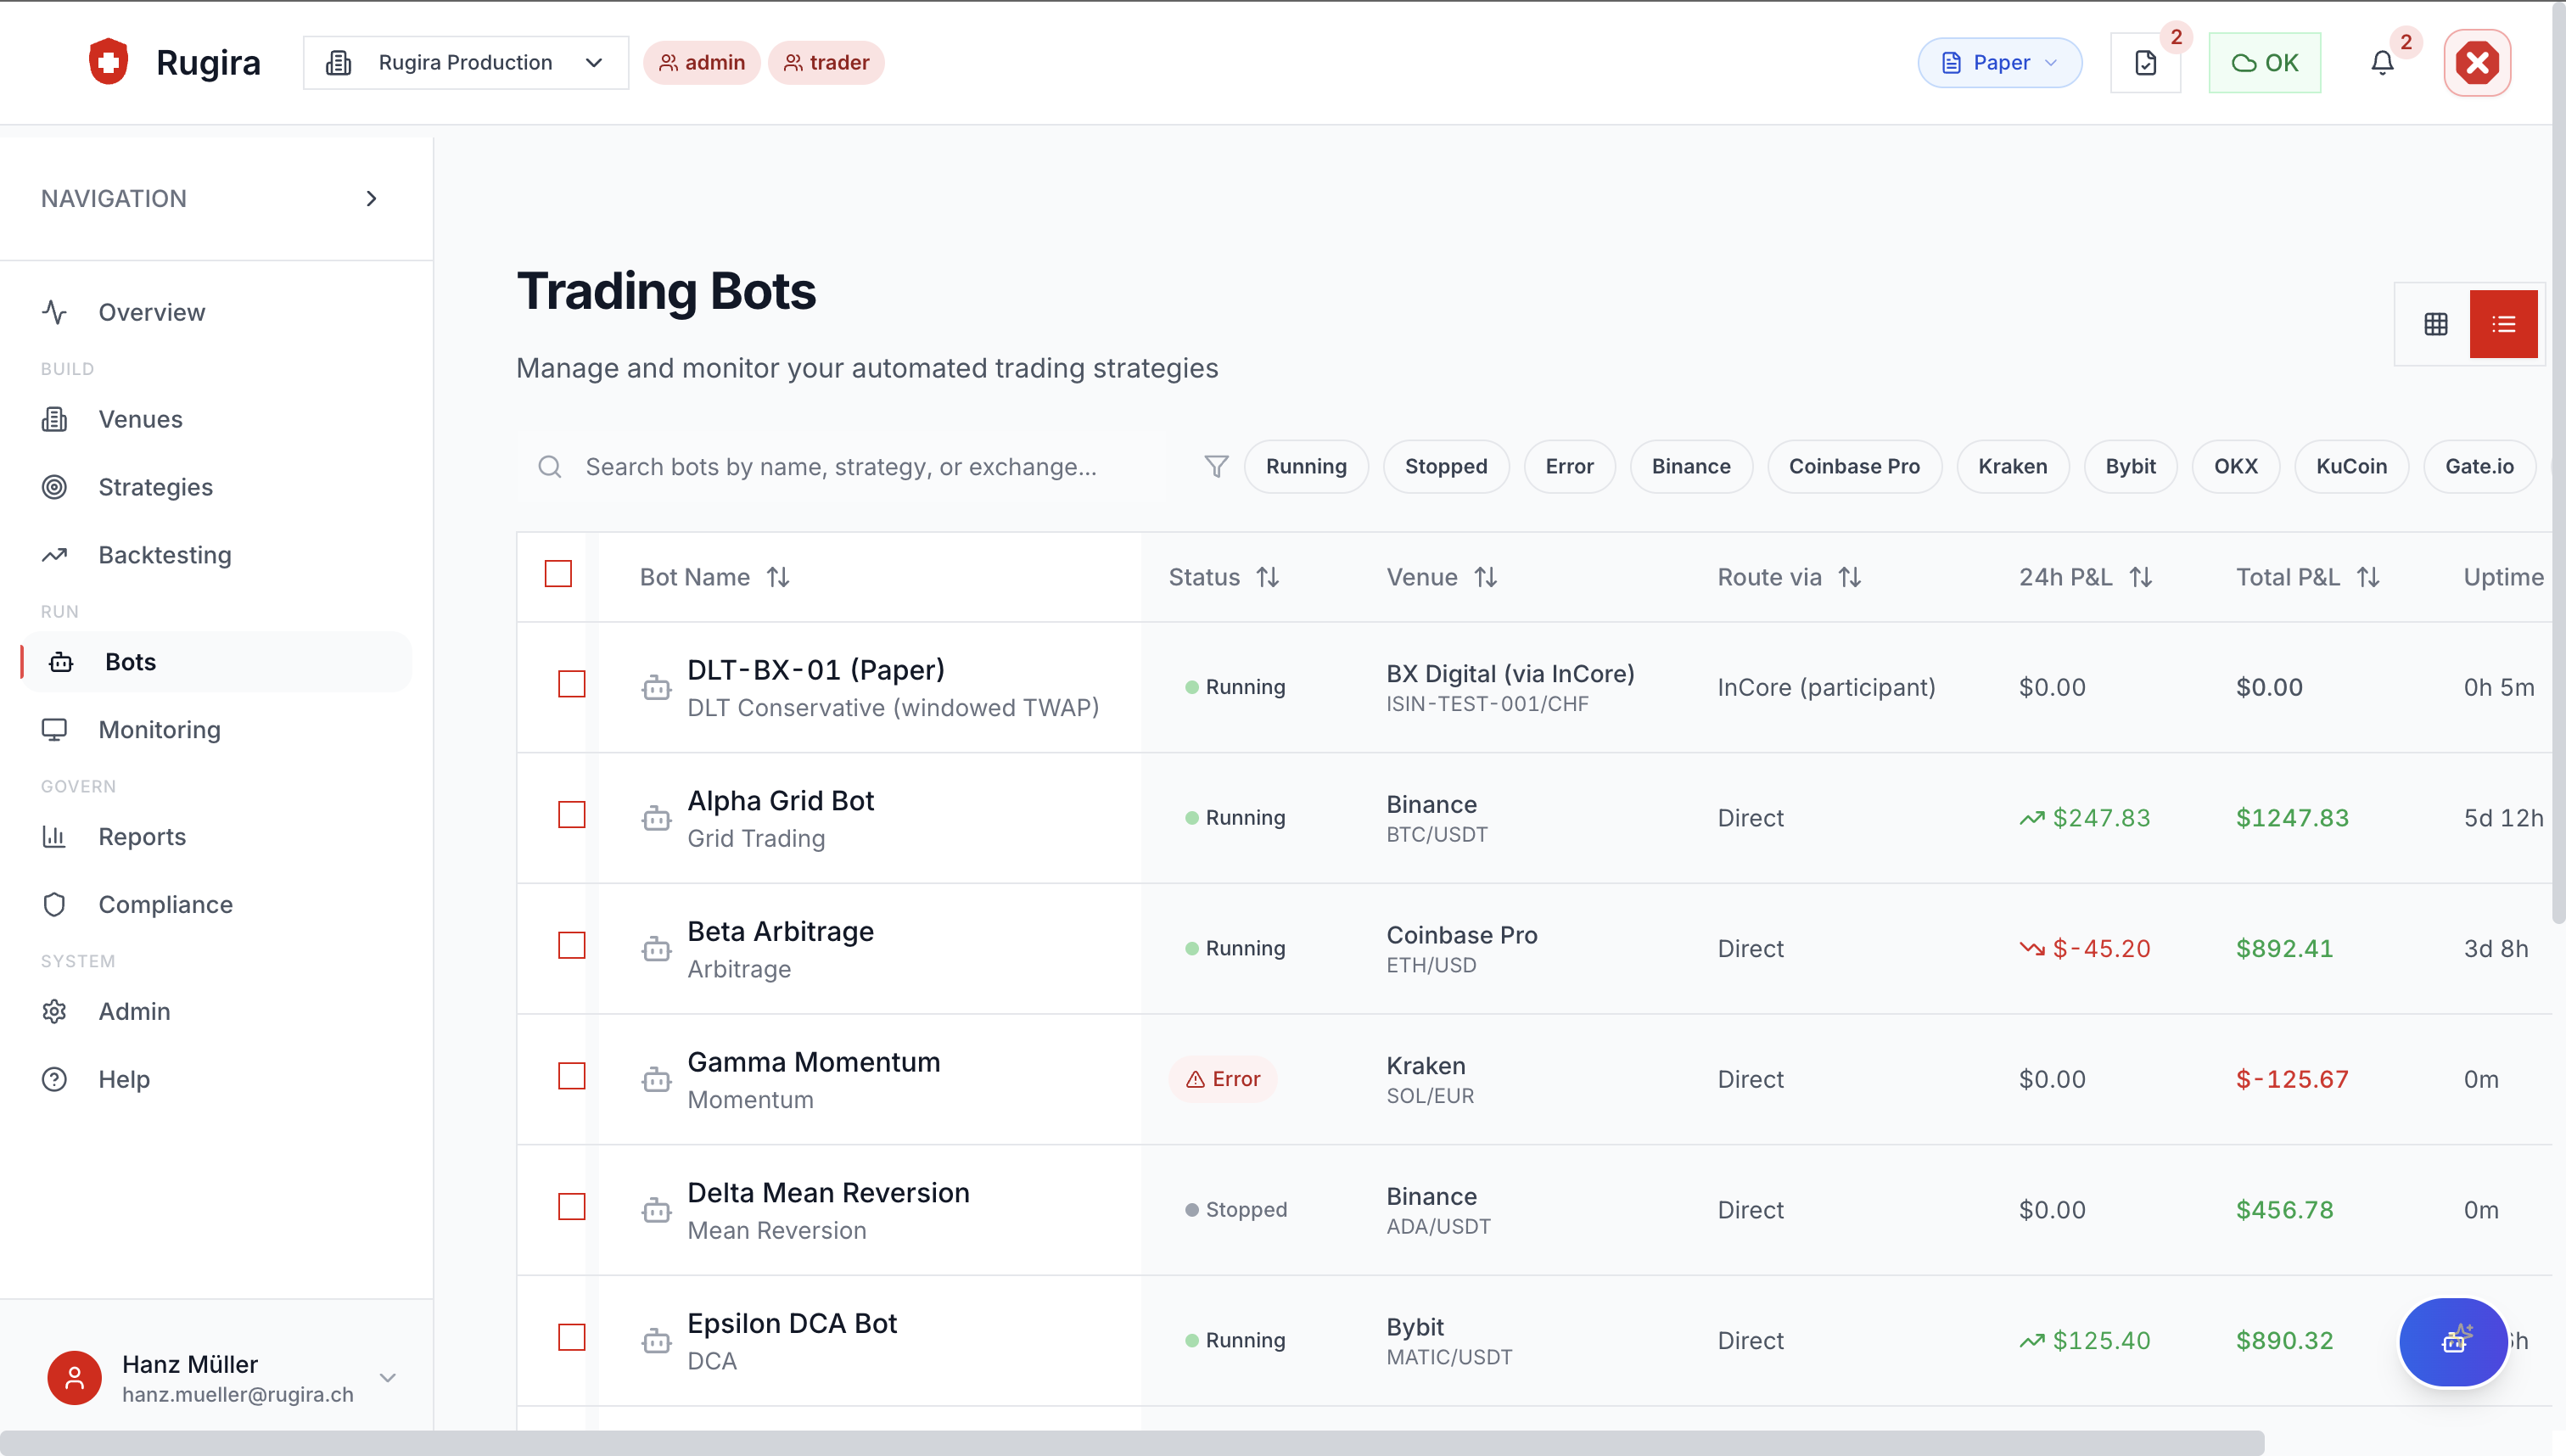 Rugira
Rugira Production
admin
trader
Paper
2
OK
2
NAVIGATION
Overview
BUILD
Venues
Strategies
Backtesting
RUN
Bots
Monitoring
GOVERN
Reports
Compliance
SYSTEM
Admin
Help
Hanz Müller
hanz.mueller@rugira.ch
Trading Bots
Manage and monitor your automated trading strategies
Search bots by name, strategy, or exchange...
Running
Stopped
Error
Binance
Coinbase Pro
Kraken
Bybit
OKX
KuCoin
Gate.io
Bot Name
Status
Venue
Route via
24h P&L
Total P&L
Uptime
DLT-BX-01 (Paper)
DLT Conservative (windowed TWAP)
Running
BX Digital (via InCore)
ISIN-TEST-001/CHF
InCore (participant)
$0.00
$0.00
0h 5m
Alpha Grid Bot
Grid Trading
Running
Binance
BTC/USDT
Direct
$247.83
$1247.83
5d 12h
Beta Arbitrage
Arbitrage
Running
Coinbase Pro
ETH/USD
Direct
$-45.20
$892.41
3d 8h
Gamma Momentum
Momentum
Error
Kraken
SOL/EUR
Direct
$0.00
$-125.67
0m
Delta Mean Reversion
Mean Reversion
Stopped
Binance
ADA/USDT
Direct
$0.00
$456.78
0m
Epsilon DCA Bot
DCA
Running
Bybit
MATIC/USDT
Direct
$125.40
$890.32